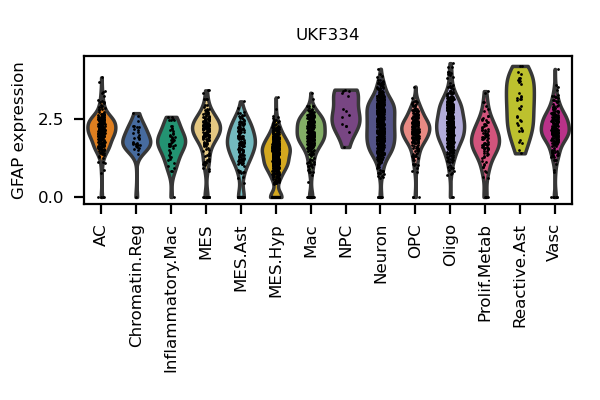 UKF334
GFAP expression
2.5
0.0
AC
Chromatin.Reg
Inflammatory.Mac
MES
MES.Ast
MES.Hyp
Mac
NPC
Neuron
OPC
Oligo
Prolif.Metab
Reactive.Ast
Vasc